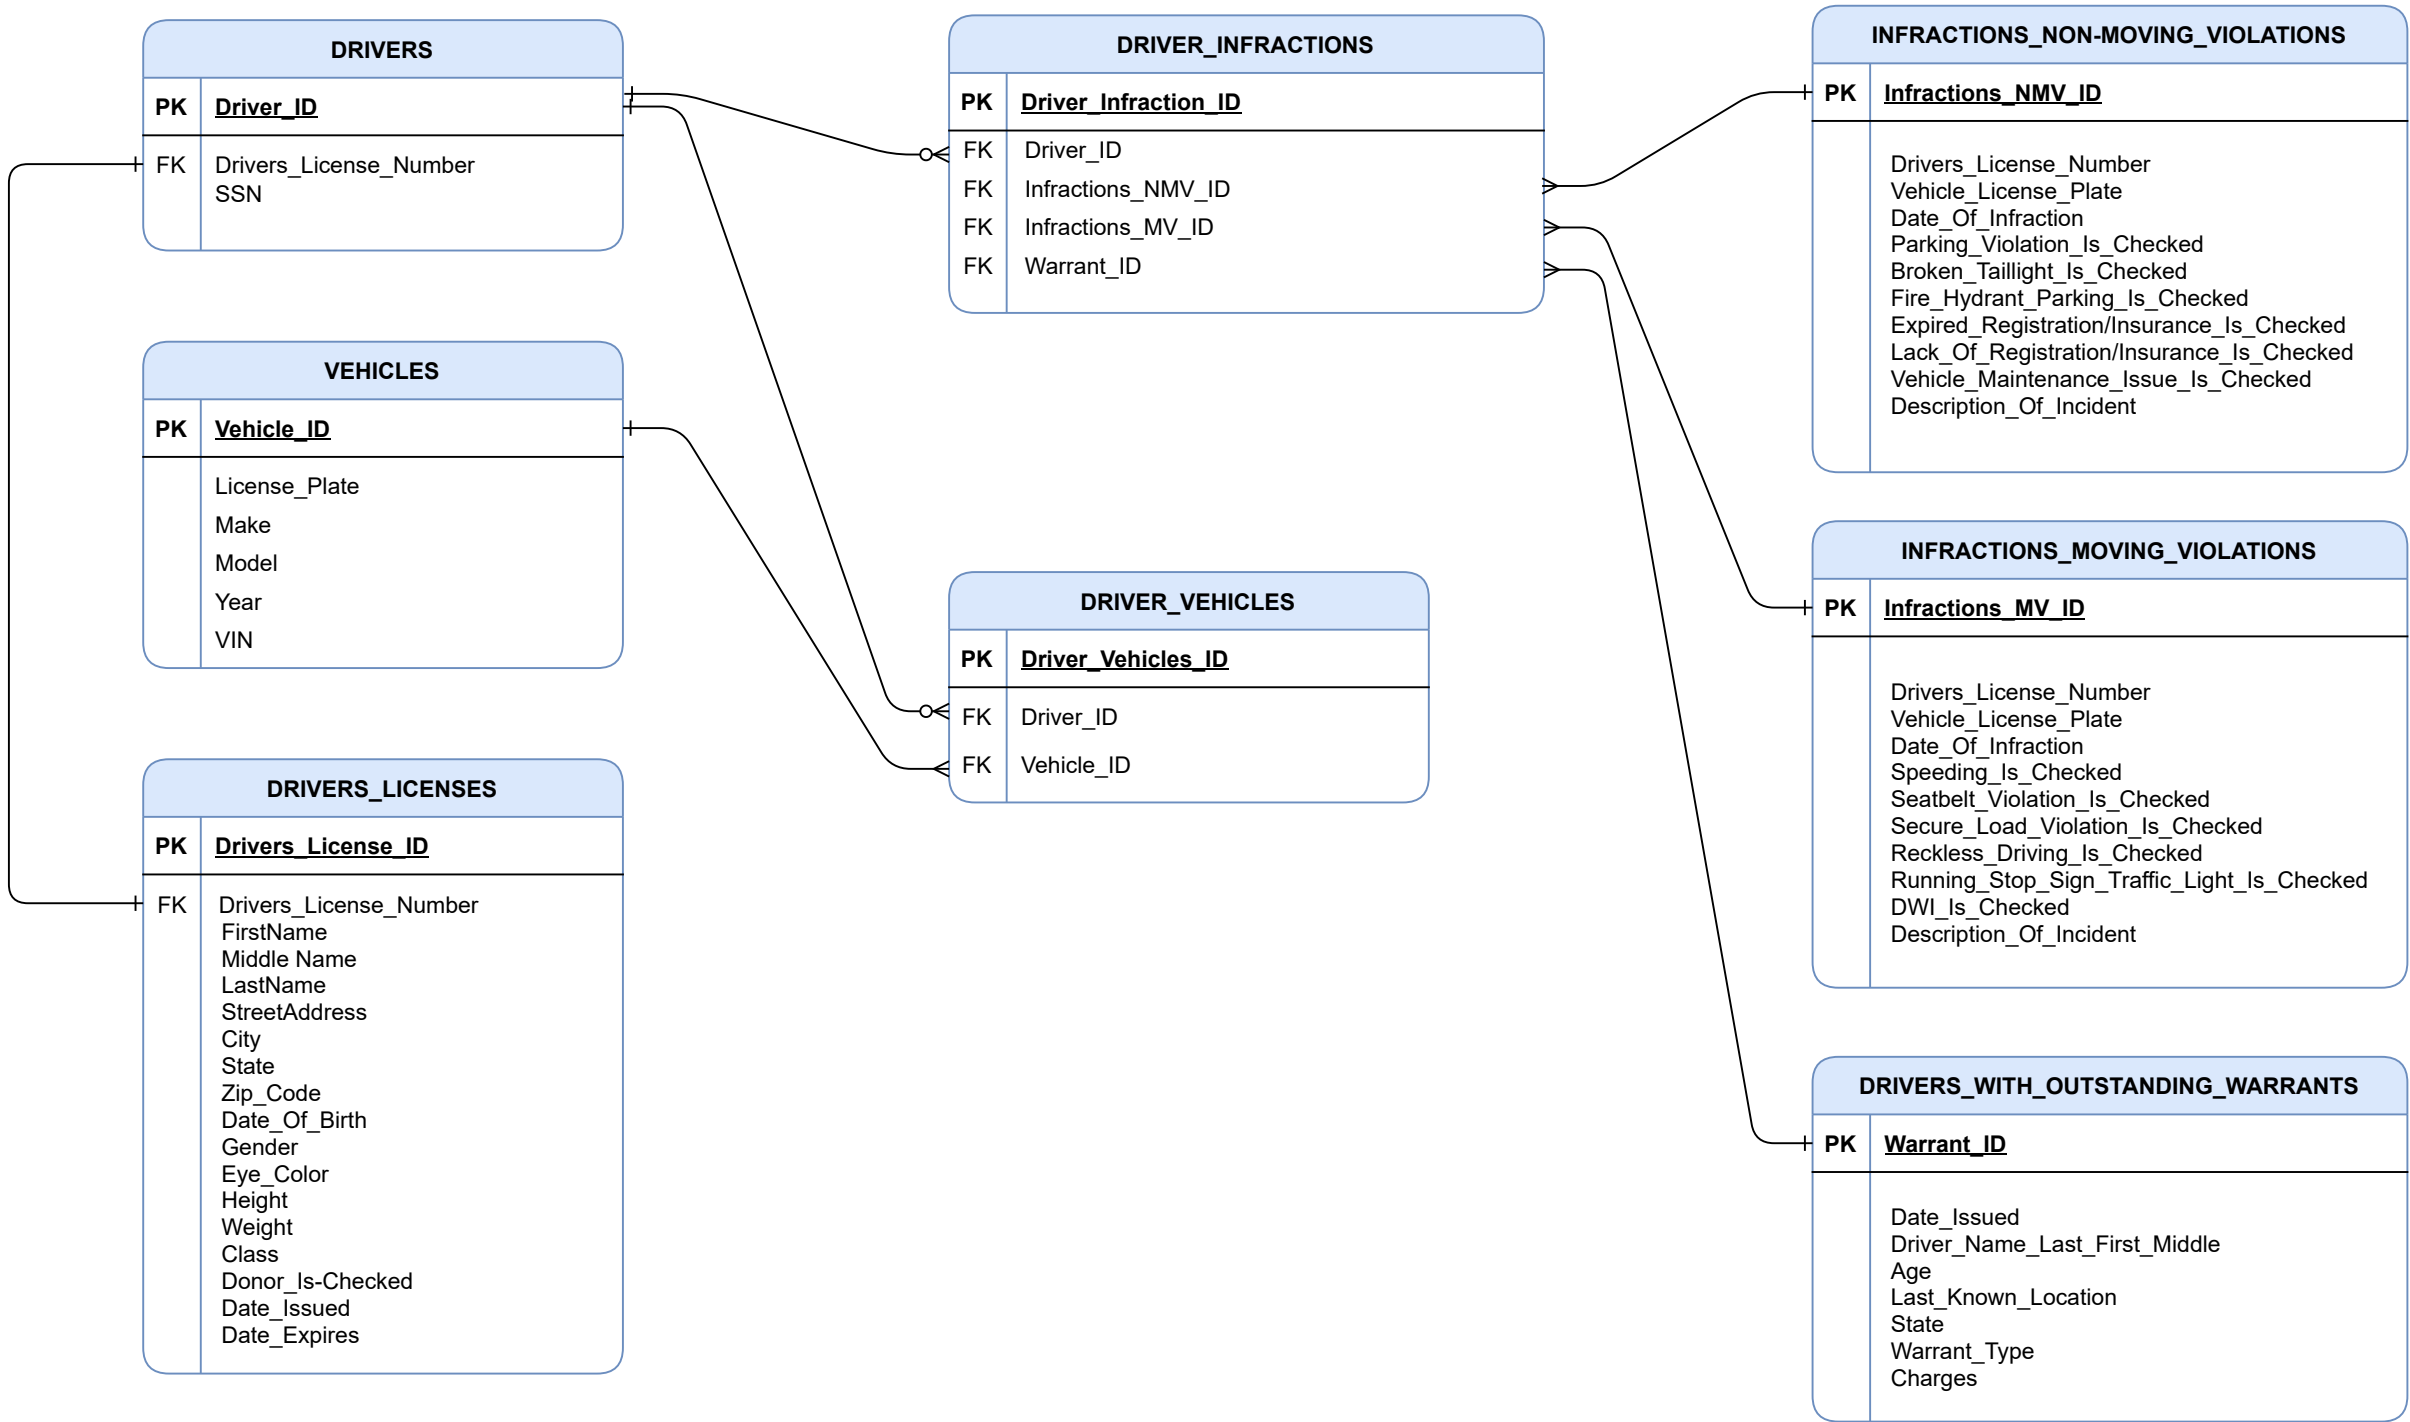 DRIVERS
PK Driver_ID
FK Drivers_License_Number
SSN
VEHICLES
PK Vehicle_ID
License_Plate
Make
Model
Year
VIN
DRIVERS_LICENSES
PK Drivers_License_ID
FK Drivers_License_Number
FirstName
Middle Name
LastName
StreetAddress
City
State
Zip_Code
Date_Of_Birth
Gender
Eye_Color
Height
Weight
Class
Donor_Is-Checked
Date_Issued
Date_Expires
DRIVER_INFRACTIONS
PK Driver_Infraction_ID
FK Driver_ID
FK Infractions_NMV_ID
FK Infractions_MV_ID
FK Warrant_ID
DRIVER_VEHICLES
PK Driver_Vehicles_ID
FK Driver_ID
FK Vehicle_ID
INFRACTIONS_NON-MOVING_VIOLATIONS
PK Infractions_NMV_ID
Drivers_License_Number
Vehicle_License_Plate
Date_Of_Infraction
Parking_Violation_Is_Checked
Broken_Taillight_Is_Checked
Fire_Hydrant_Parking_Is_Checked
Expired_Registration/Insurance_Is_Checked
Lack_Of_Registration/Insurance_Is_Checked
Vehicle_Maintenance_Issue_Is_Checked
Description_Of_Incident
INFRACTIONS_MOVING_VIOLATIONS
PK Infractions_MV_ID
Drivers_License_Number
Vehicle_License_Plate
Date_Of_Infraction
Speeding_Is_Checked
Seatbelt_Violation_Is_Checked
Secure_Load_Violation_Is_Checked
Reckless_Driving_Is_Checked
Running_Stop_Sign_Traffic_Light_Is_Checked
DWI_Is_Checked
Description_Of_Incident
DRIVERS_WITH_OUTSTANDING_WARRANTS
PK Warrant_ID
Date_Issued
Driver_Name_Last_First_Middle
Age
Last_Known_Location
State
Warrant_Type
Charges